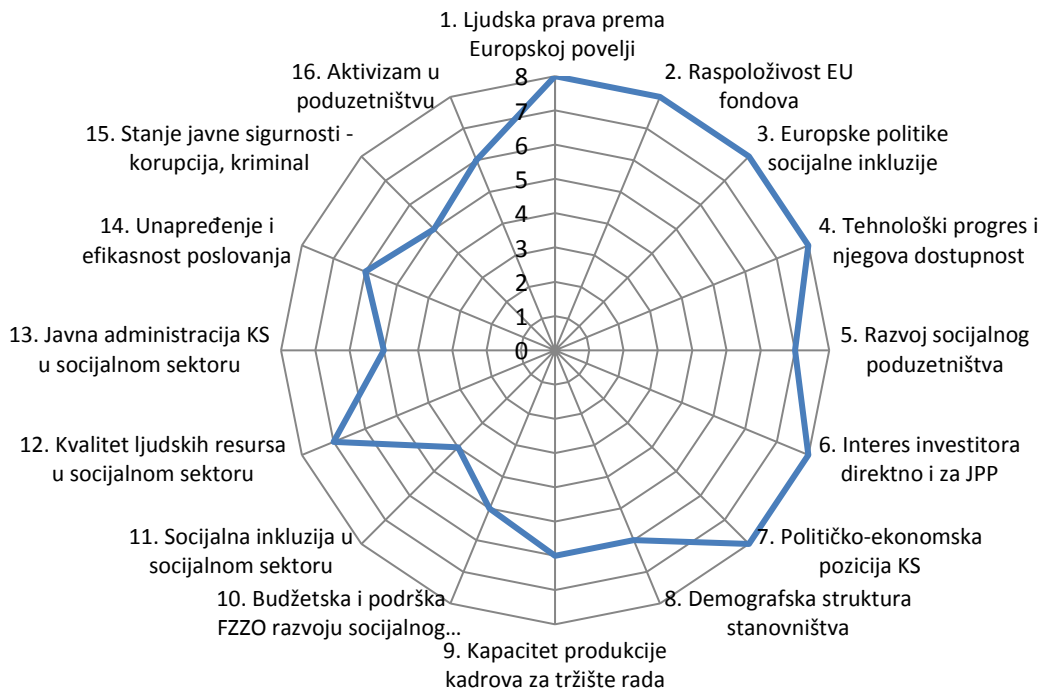 1. Ljudska prava prema
Europskoj povelji
2. Raspoloživost EU
fondova
3. Europske politike
socijalne inkluzije
4. Tehnološki progres i
njegova dostupnost
5. Razvoj socijalnog
poduzetništva
6. Interes investitora
direktno i za JPP
7. Političko-ekonomska
pozicija KS
8. Demografska struktura
stanovništva
9. Kapacitet produkcije
kadrova za tržište rada
10. Budžetska i podrška
FZZO razvoju socijalnog...
11. Socijalna inkluzija u
socijalnom sektoru
12. Kvalitet ljudskih resursa
u socijalnom sektoru
13. Javna administracija KS
u socijalnom sektoru
14. Unapređenje i
efikasnost poslovanja
15. Stanje javne sigurnosti -
korupcija, kriminal
16. Aktivizam u
poduzetništvu
8
7
6
5
4
3
2
1
0